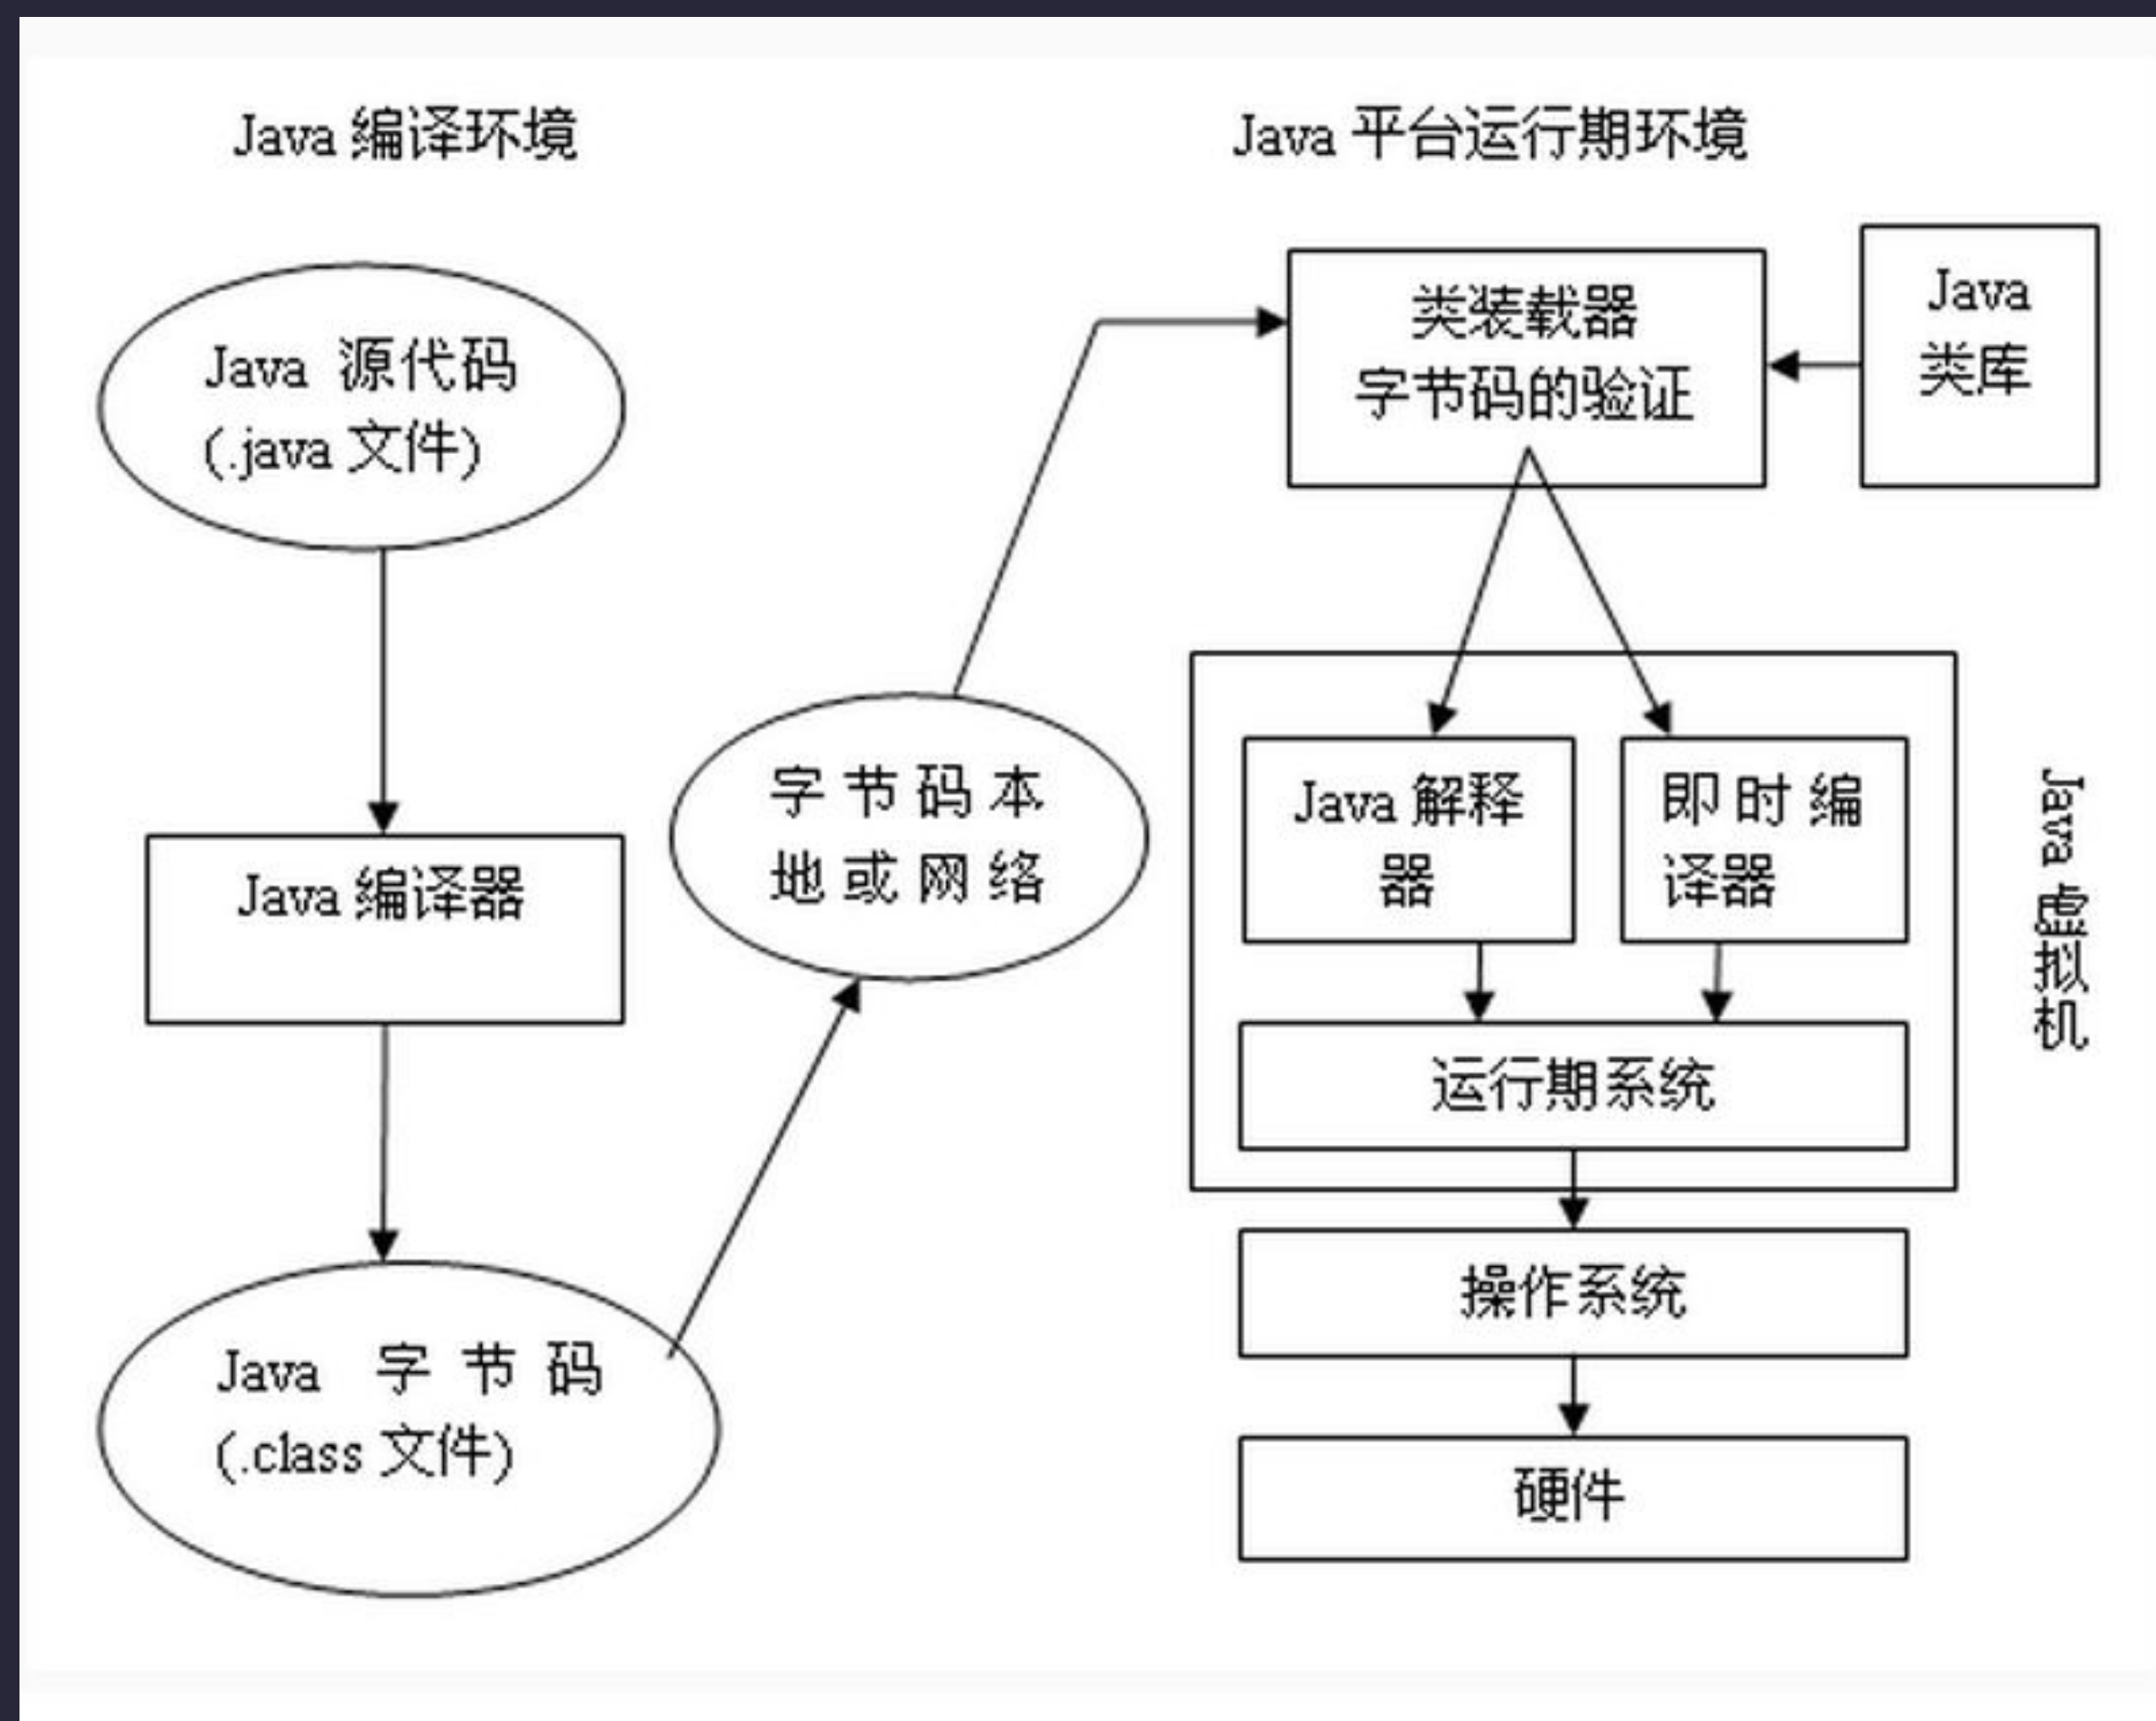 Java 编译环境
Java 平台运行期环境
Java 源代码
(.java 文件)
Java 编译器
Java 字节码
(.class 文件)
字节码本
地或网络
类装载器
字节码的验证
Java
类库
Java 解释
器
即时编
译器
运行期系统
Java 虚拟机
操作系统
硬件